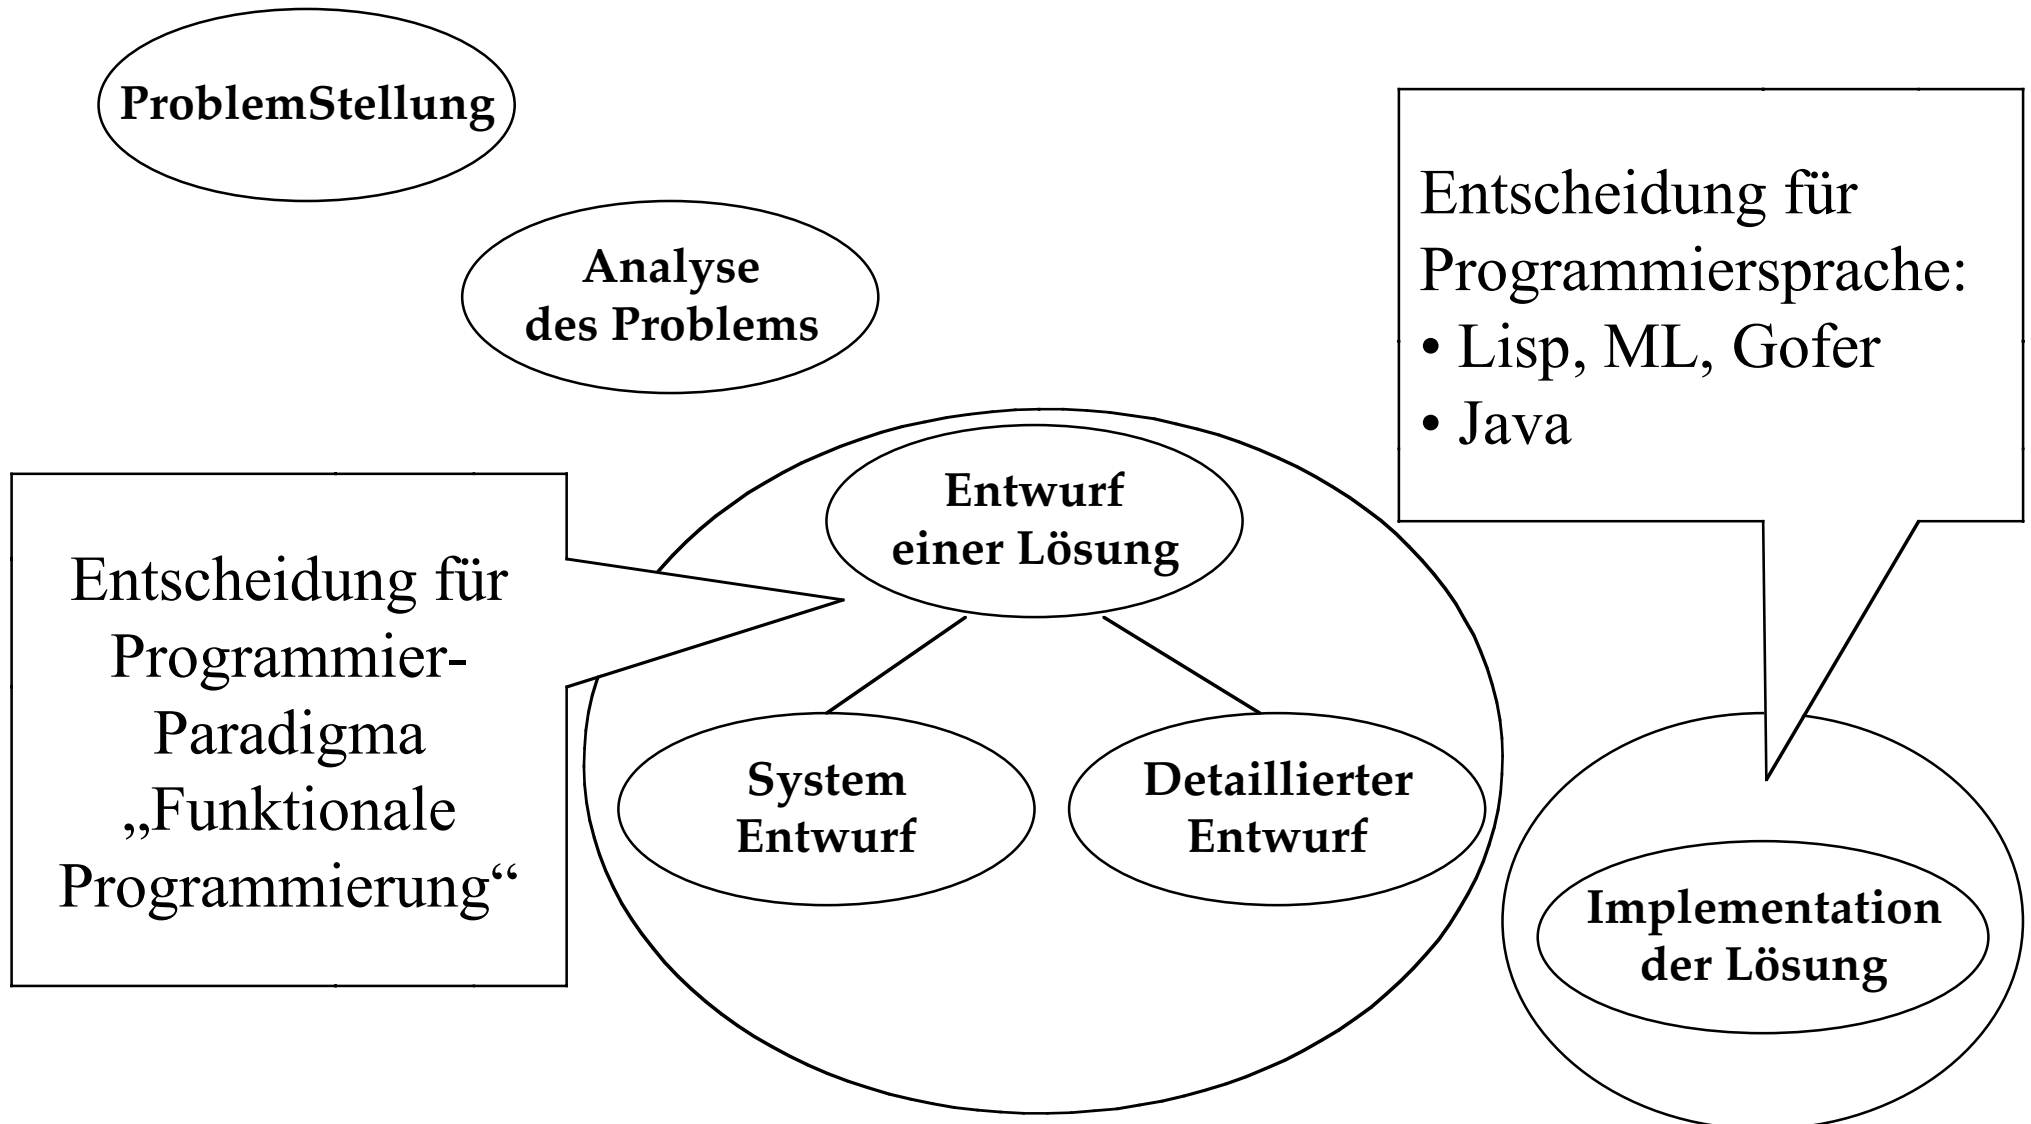 ProblemStellung
Analyse
des Problems
Entscheidung für
Programmiersprache:
• Lisp, ML, Gofer
• Java
Entwurf
einer Lösung
Entscheidung für
Programmier-
Paradigma
„Funktionale
Programmierung“
System
Entwurf
Detaillierter
Entwurf
Implementation
der Lösung